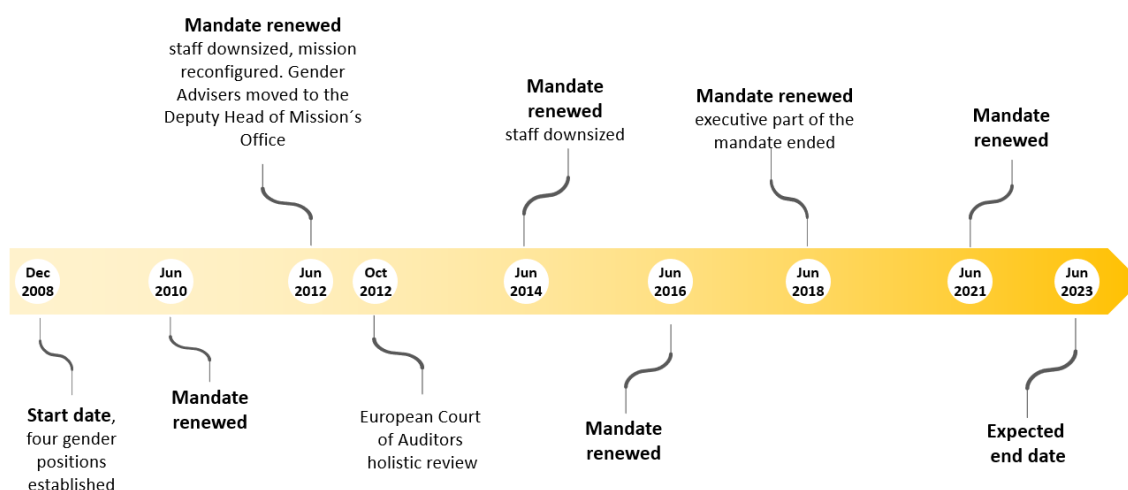 Mandate renewed
staff downsized, mission
reconfigured. Gender
Advisers moved to the
Deputy Head of Mission´s
Office
Mandate
renewed
staff downsized
Mandate renewed
executive part of the
mandate ended
Mandate
renewed
Dec
2008
Jun
2010
Jun
2012
Oct
2012
Jun
2014
Jun
2016
Jun
2018
Jun
2021
Jun
2023
Start date,
four gender
positions
established
Mandate
renewed
European Court
of Auditors
holistic review
Mandate
renewed
Expected
end date